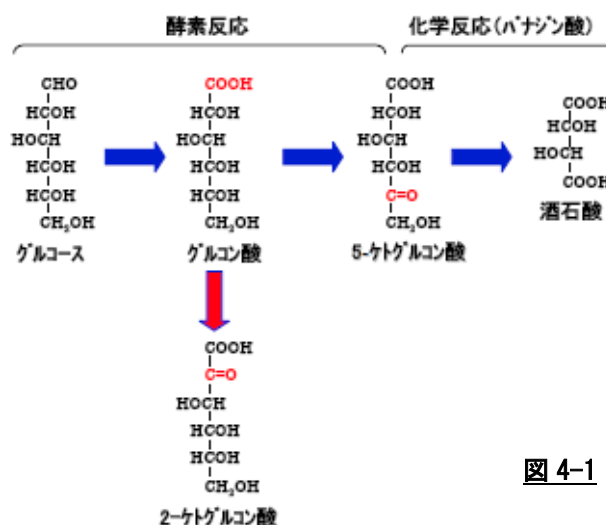 酵素反応
化学反応(バナジン酸)
CHO
HCOH
HOCH
HCOH
HCOH
CH₂OH
グルコース
COOH
HCOH
HOCH
HCOH
HCOH
CH₂OH
グルコン酸
COOH
HCOH
HOCH
HCOH
C=O
CH₂OH
5-ケトグルコン酸
COOH
HCOH
HOCH
COOH
酒石酸
COOH
C=O
HOCH
HCOH
HCOH
CH₂OH
2-ケトグルコン酸
図 4-1